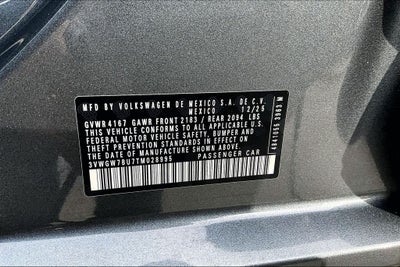 MFD BY VOLKSWAGEN DE MEXICO S.A. DE C.V.
IN MEXICO 12/25
GVWR 4167 GAWR FRONT 2183 / REAR 2094 LBS
THIS VEHICLE CONFORMS TO ALL APPLICABLE
FEDERAL MOTOR VEHICLE SAFETY, BUMPER AND
THEFT PREVENTION STANDARDS IN EFFECT ON
THE DATE OF MANUFACTURE SHOWN ABOVE
3VWGW7BU7TM028995 PASSENGER CAR